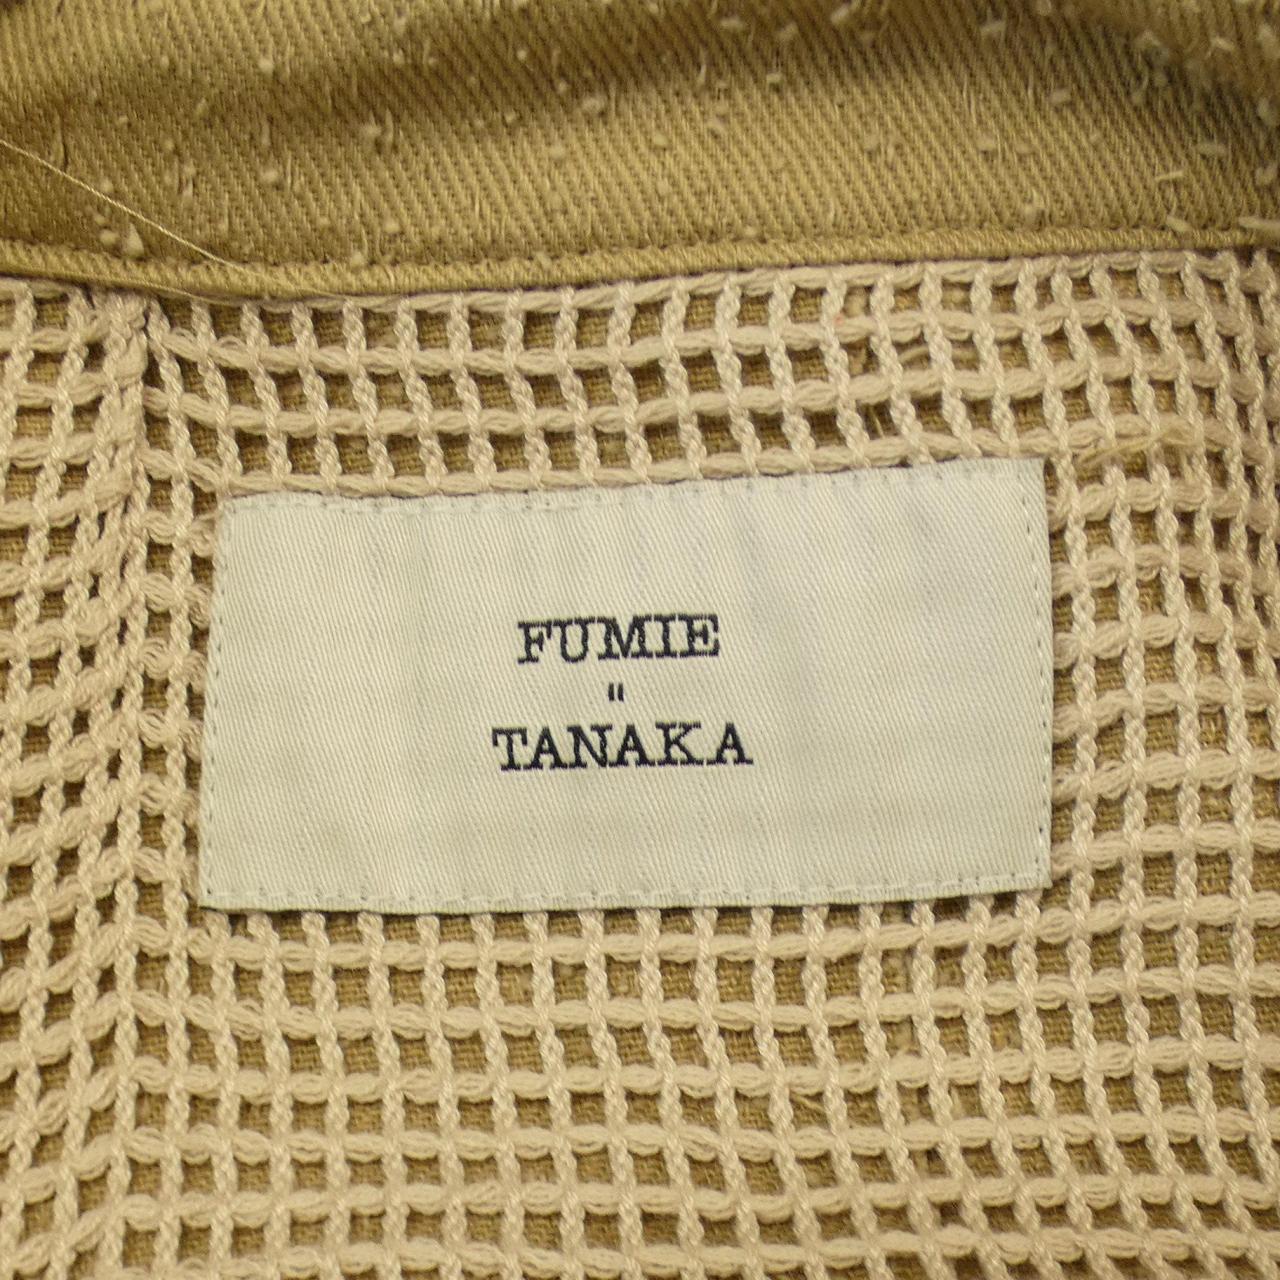 FUMIE
"
TANAKA